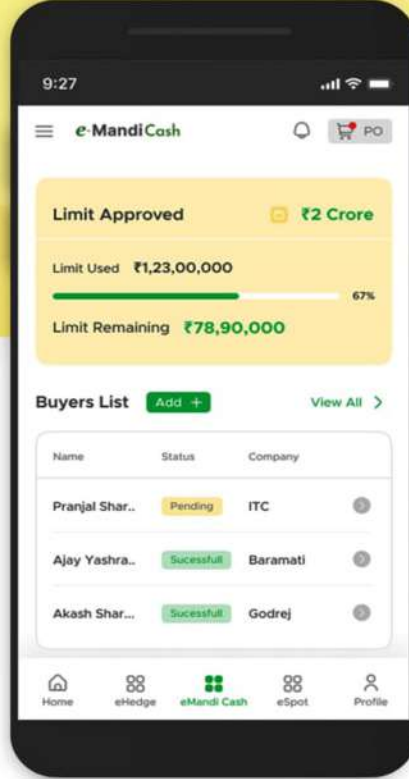 9:27
e-Mandi Cash
PO
Limit Approved ₹2 Crore
Limit Used ₹1,23,00,000
67%
Limit Remaining ₹78,90,000
Buyers List Add + View All >
Name Status Company
Pranjal Shar.. Pending ITC
Ajay Yashra.. Sucessfull Baramati
Akash Shar... Sucessfull Godrej
Home eHedge eMandi Cash eSpot Profile